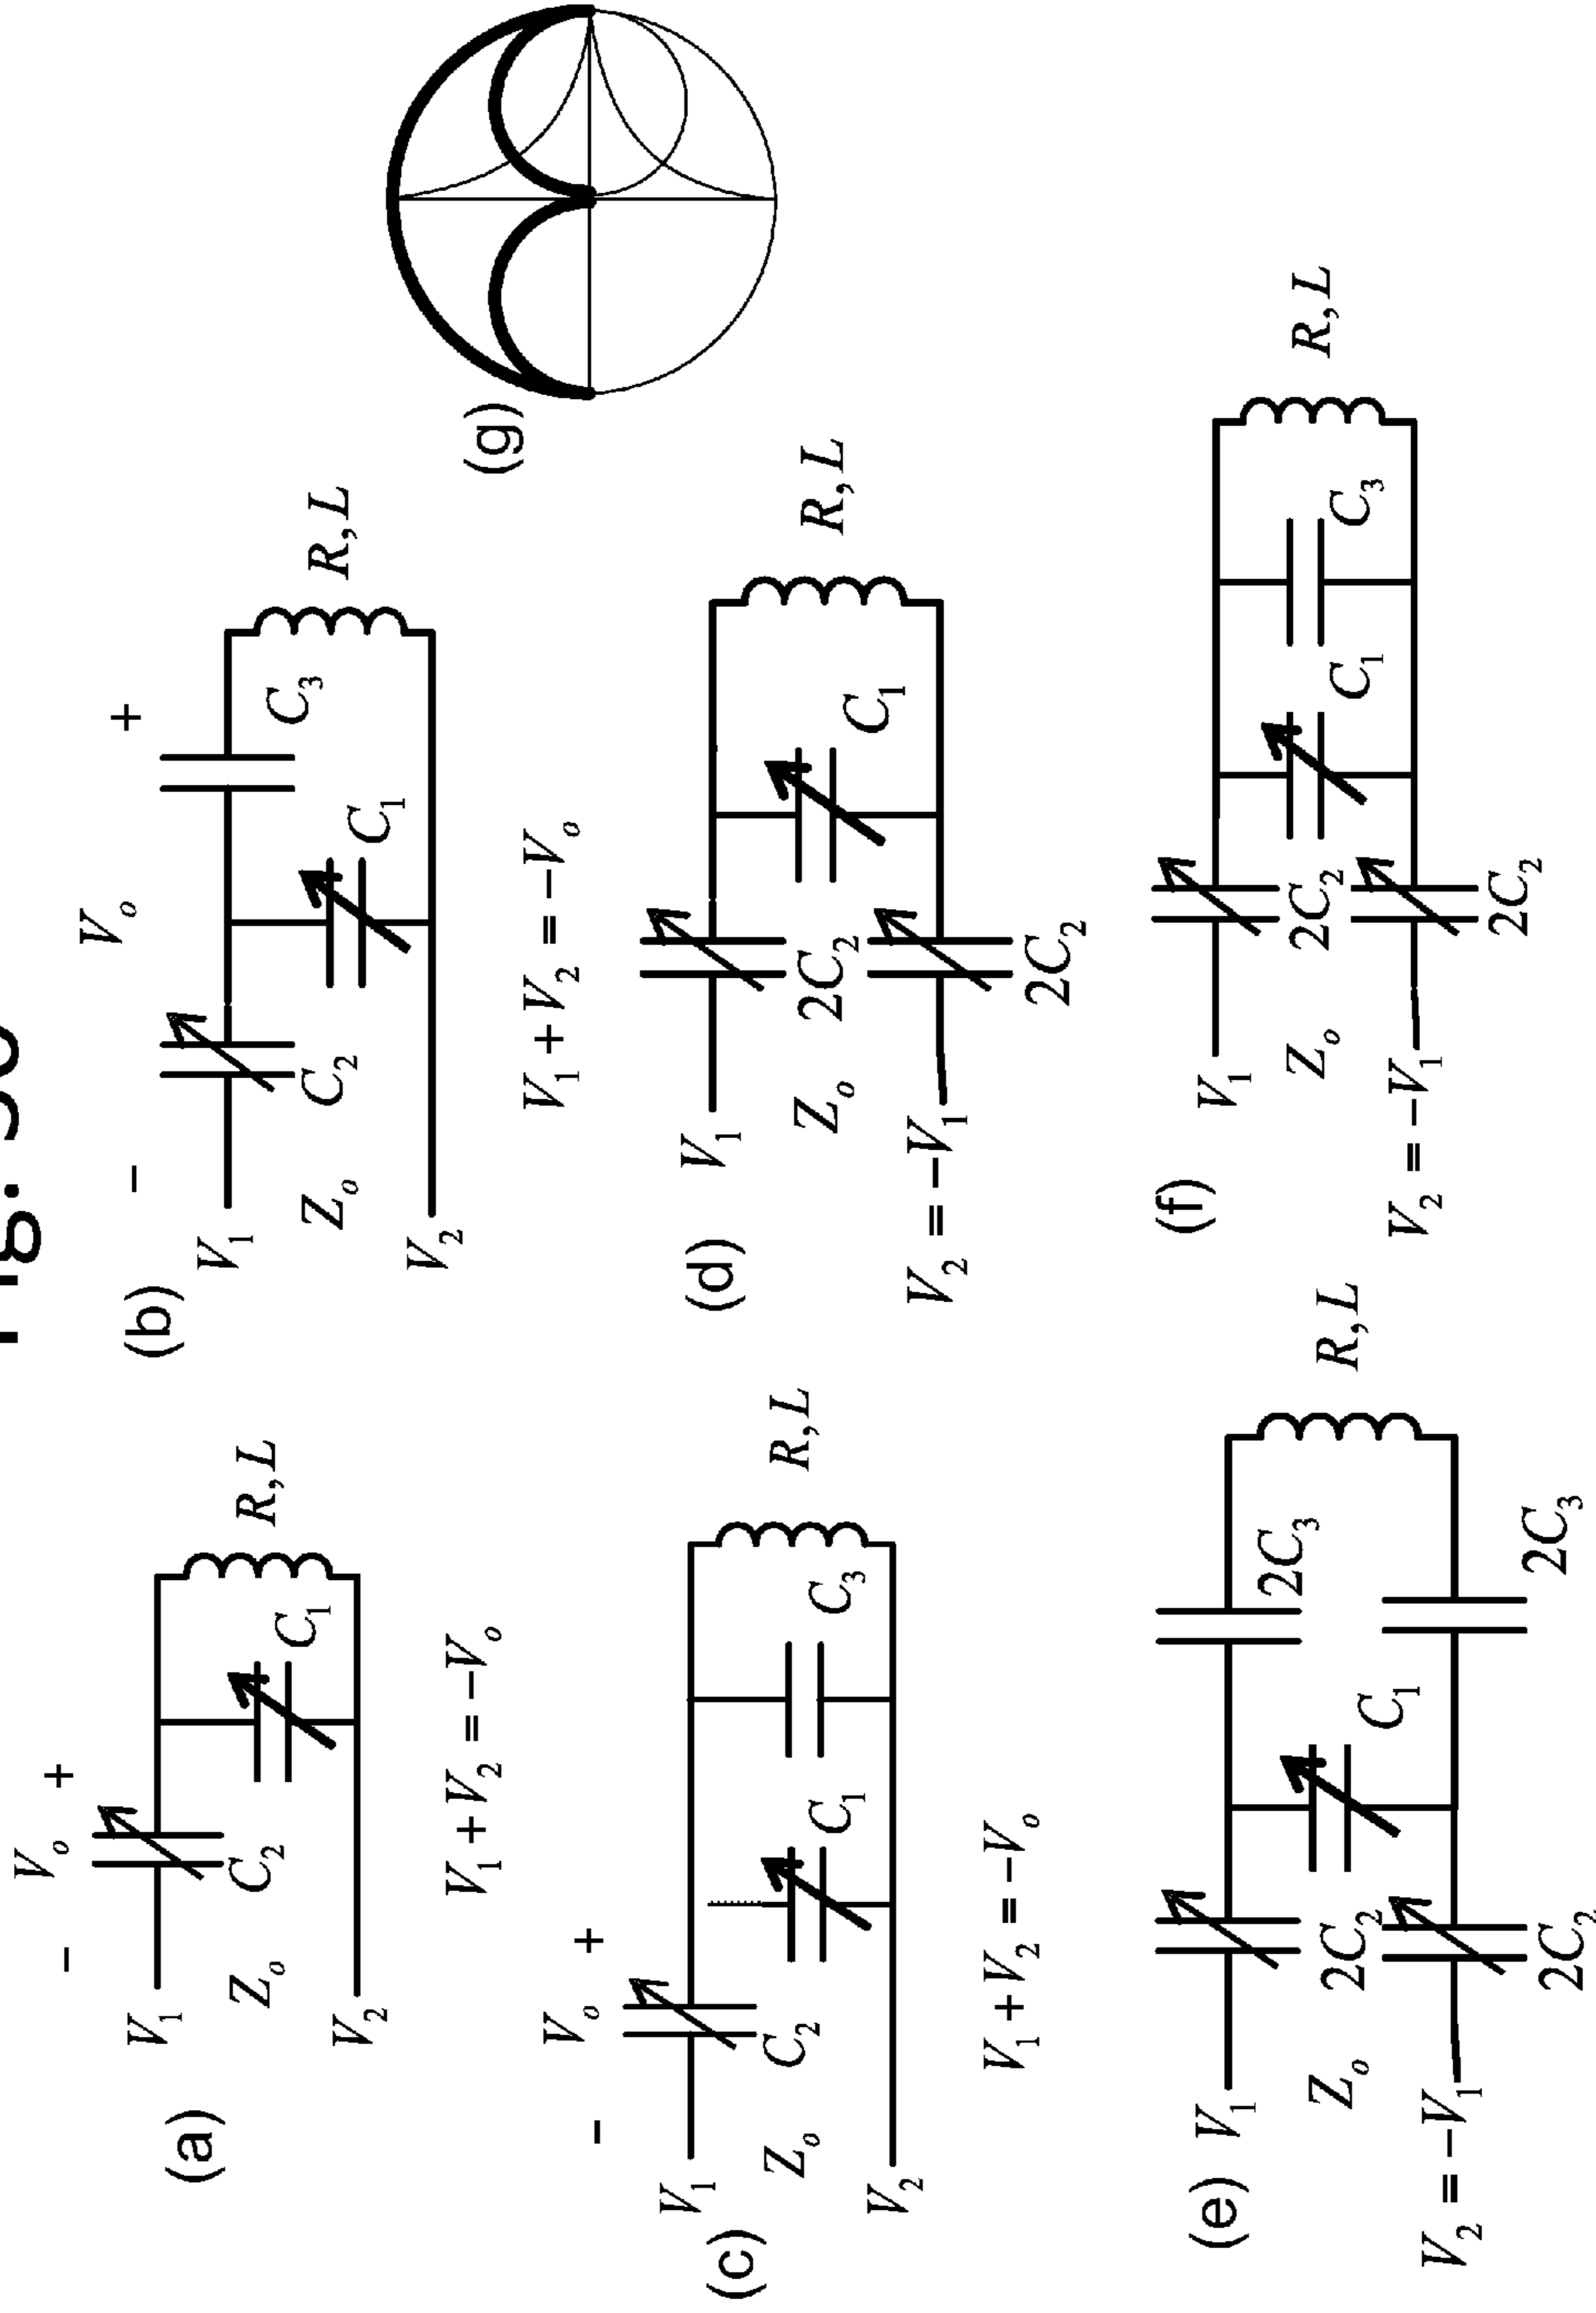 (a)
− V_o +
V_1
C_2
C_1
R, L
Z_o
V_2
V_1 + V_2 = −V_o
(b)
− V_o +
V_1
C_2
C_3
C_1
R, L
Z_o
V_2
V_1 + V_2 = −V_o
(c)
− V_o +
V_1
C_2
C_1
C_3
R, L
Z_o
V_2
V_1 + V_2 = −V_o
(d)
V_1
2C_2
C_1
R, L
Z_o
V_2 = −V_1
2C_2
(e)
V_1
2C_2
2C_3
C_1
R, L
Z_o
V_2 = −V_1
2C_2
2C_3
(f)
V_1
2C_2
C_1
C_3
R, L
Z_o
V_2 = −V_1
2C_2
(g)